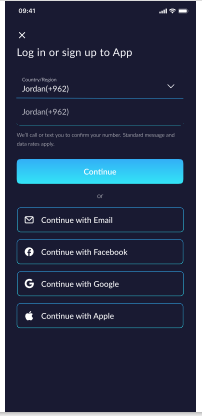 09:41
Log in or sign up to App
Country/Region
Jordan(+962)
Jordan(+962)
We'll call or text you to confirm your number. Standard message and
data rates apply.
Continue
or
Continue with Email
Continue with Facebook
Continue with Google
Continue with Apple